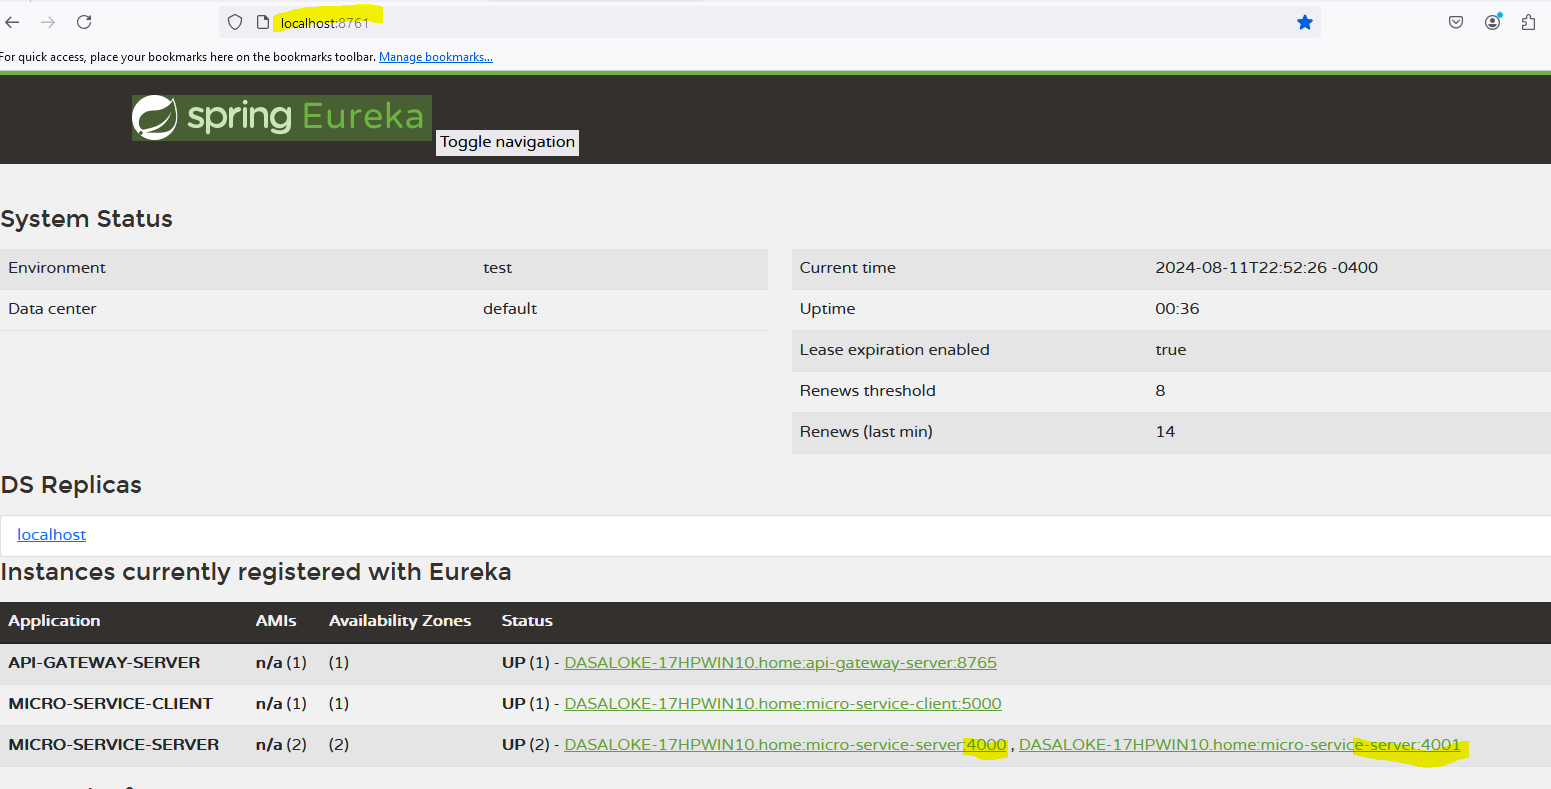 localhost:8761
For quick access, place your bookmarks here on the bookmarks toolbar. Manage bookmarks...
spring Eureka
Toggle navigation
System Status
Environment test
Data center default
Current time 2024-08-11T22:52:26 -0400
Uptime 00:36
Lease expiration enabled true
Renews threshold 8
Renews (last min) 14
DS Replicas
localhost
Instances currently registered with Eureka
Application AMIs Availability Zones Status
API-GATEWAY-SERVER n/a (1) (1) UP (1) - DASALOKE-17HPWIN10.home:api-gateway-server:8765
MICRO-SERVICE-CLIENT n/a (1) (1) UP (1) - DASALOKE-17HPWIN10.home:micro-service-client:5000
MICRO-SERVICE-SERVER n/a (2) (2) UP (2) - DASALOKE-17HPWIN10.home:micro-service-server:4000 , DASALOKE-17HPWIN10.home:micro-service-server:4001